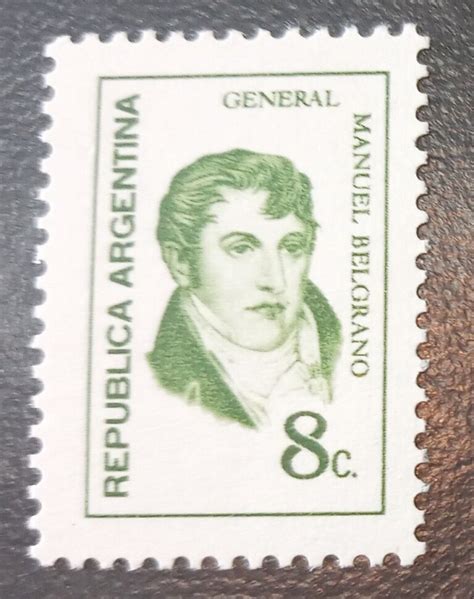 REPUBLICA ARGENTINA
GENERAL
MANUEL BELGRANO
8c.